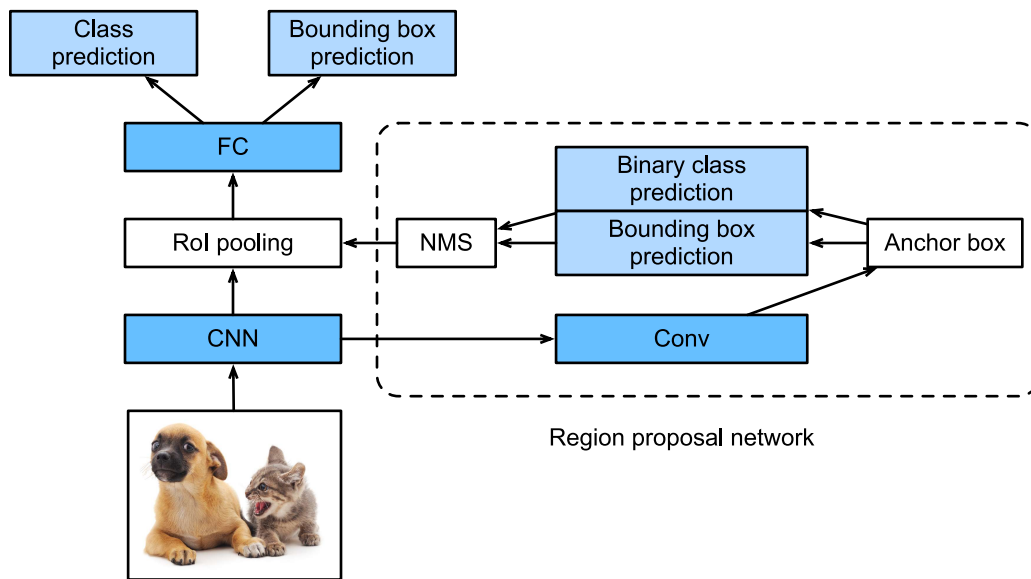 Class
prediction
Bounding box
prediction
FC
Binary class
prediction
RoI pooling
NMS
Bounding box
prediction
Anchor box
CNN
Conv
Region proposal network